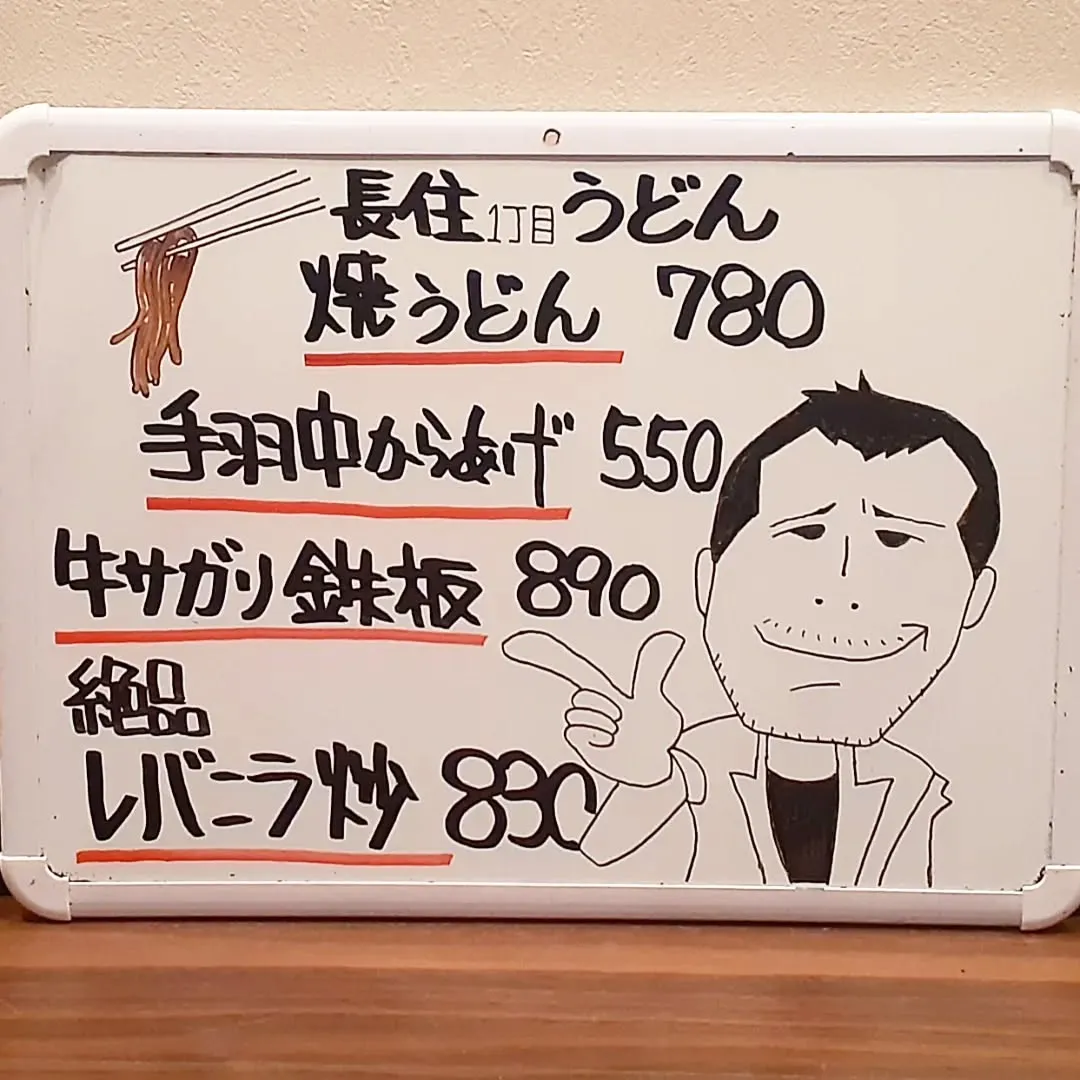 長住1丁目うどん
焼うどん 780
手羽中からあげ 550
牛サガリ鉄板 890
絶品
レバニラ炒 830